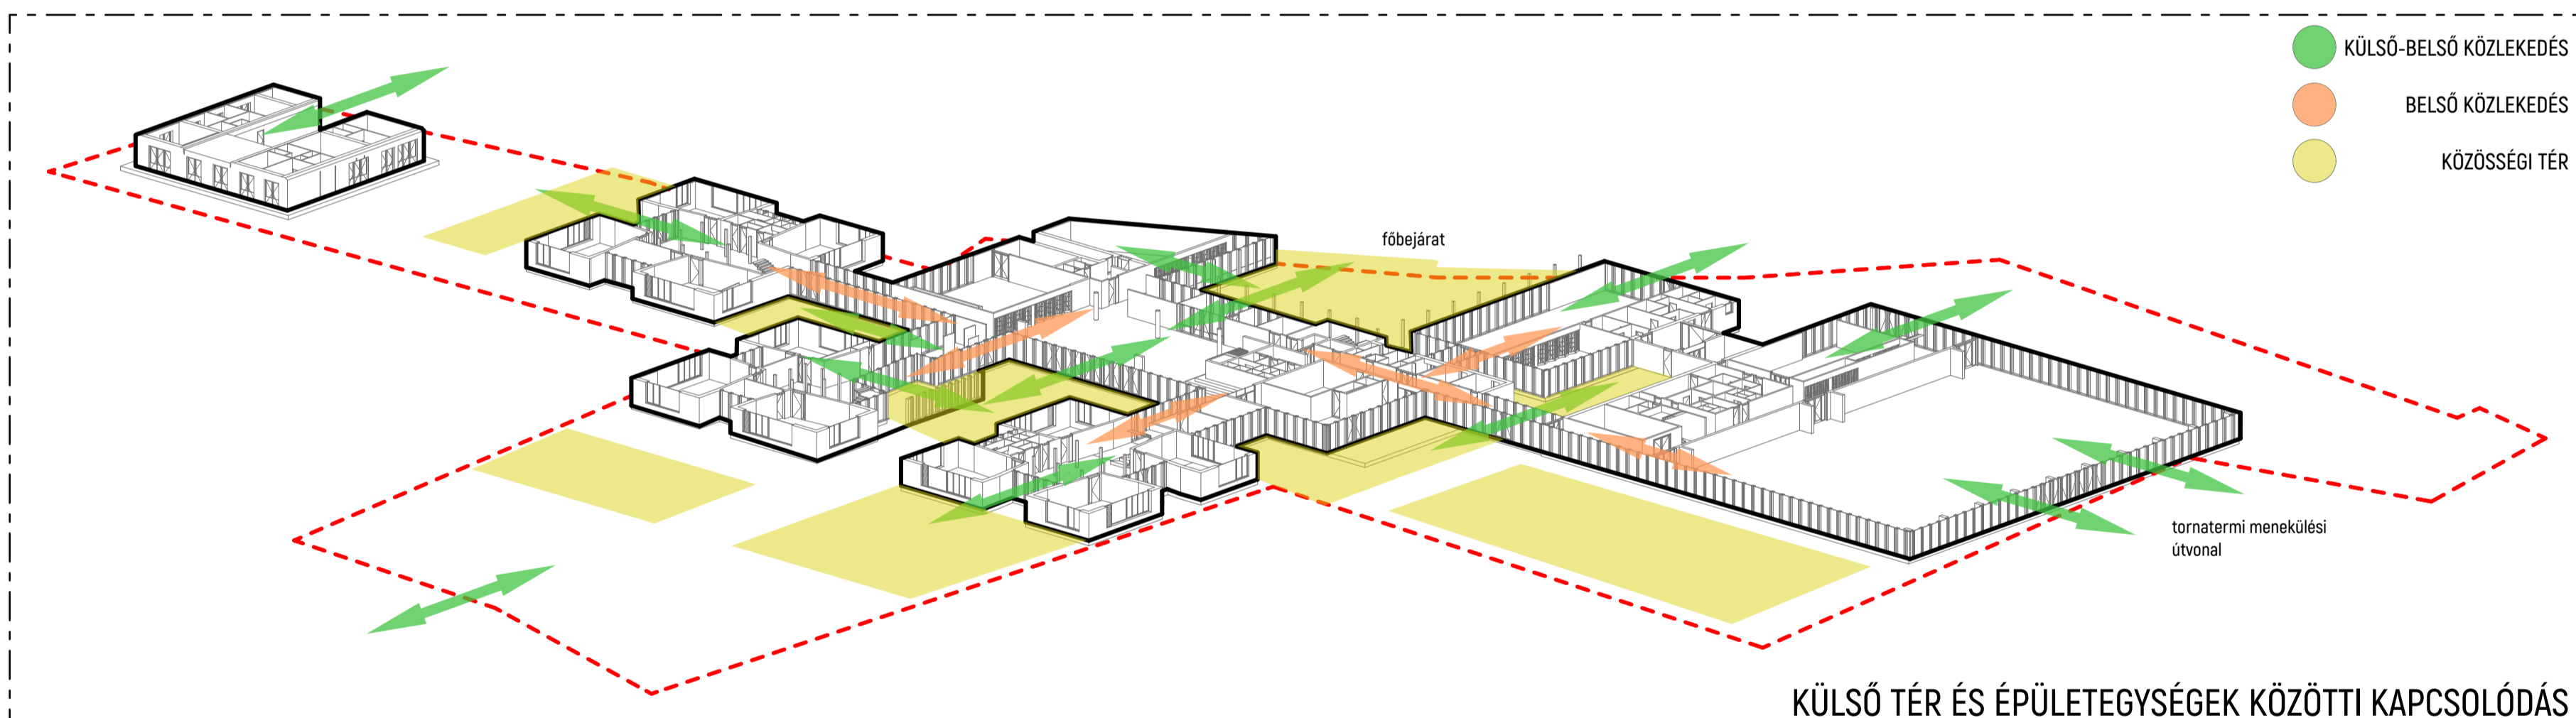 KÜLSŐ-BELSŐ KÖZLEKEDÉS
BELSŐ KÖZLEKEDÉS
KÖZÖSSÉGI TÉR
főbejárat
tornatermi menekülési
útvonal
KÜLSŐ TÉR ÉS ÉPÜLETEGYSÉGEK KÖZÖTTI KAPCSOLÓDÁS